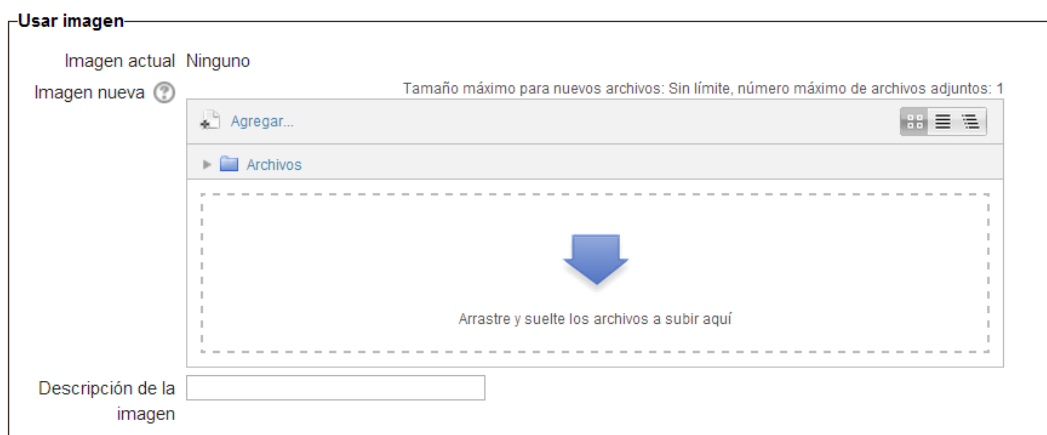 Usar imagen
Imagen actual Ninguno
Imagen nueva
Tamaño máximo para nuevos archivos: Sin límite, número máximo de archivos adjuntos: 1
Agregar...
Archivos
Arrastre y suelte los archivos a subir aquí
Descripción de la
imagen